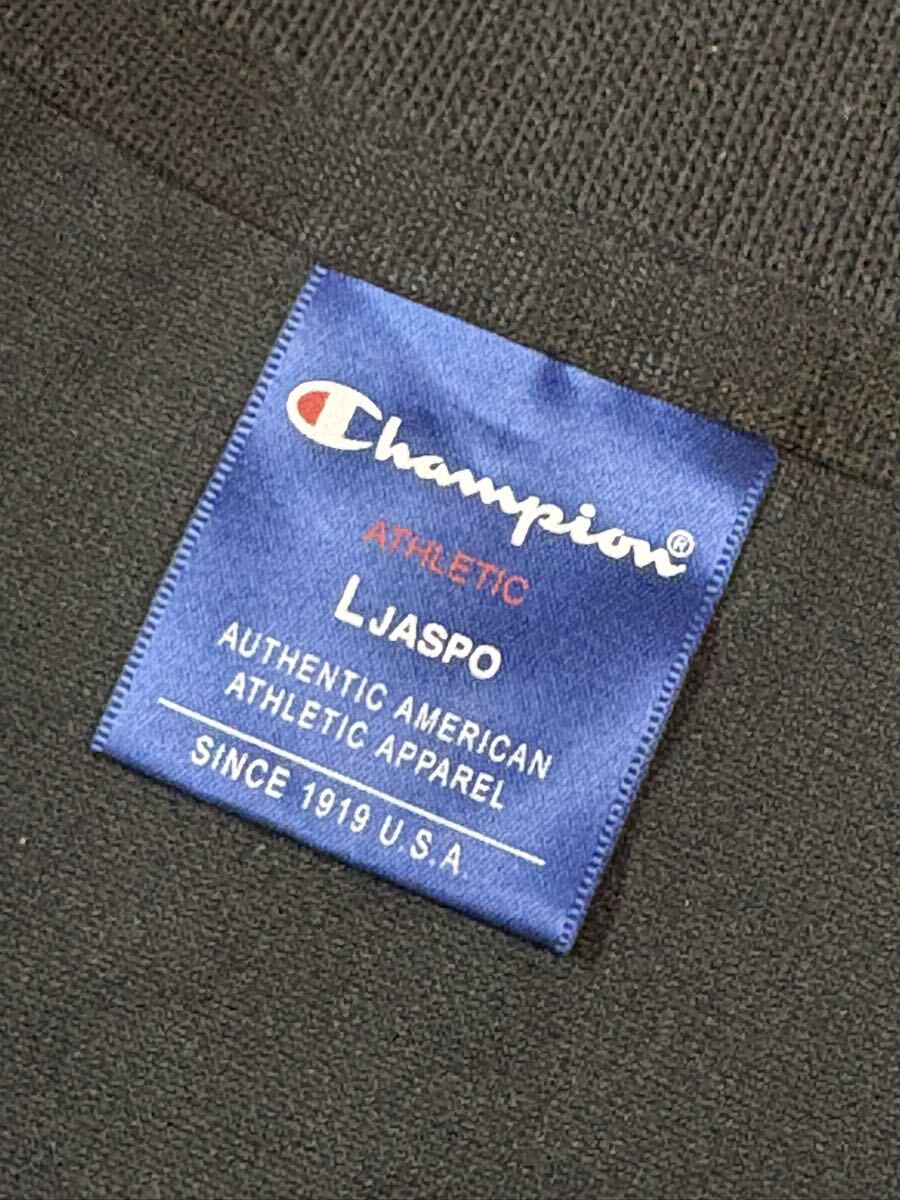 Champion®
ATHLETIC
L JASPO
AUTHENTIC AMERICAN
ATHLETIC APPAREL
SINCE 1919 U.S.A.